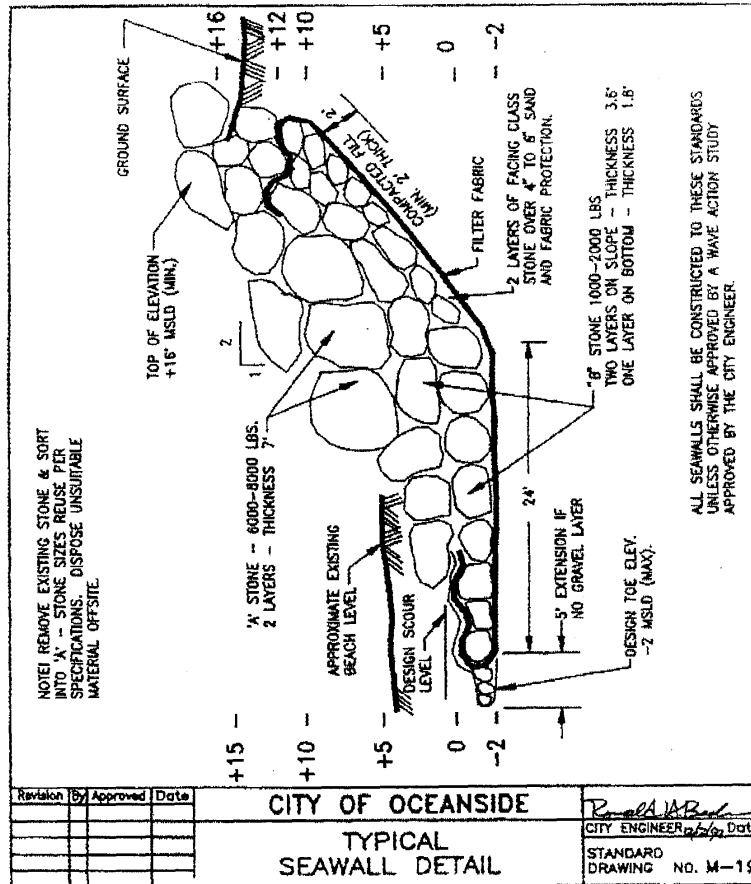 NOTE! REMOVE EXISTING STONE & SORT
INTO 'A' - STONE SIZES REUSE PER
SPECIFICATIONS. DISPOSE UNSUITABLE
MATERIAL OFFSITE.
GROUND SURFACE
TOP OF ELEVATION
+16' MSLD (MIN.)
2
1
'A' STONE -- 6000-8000 LBS.
2 LAYERS - THICKNESS 7'
APPROXIMATE EXISTING
BEACH LEVEL
DESIGN SCOUR
LEVEL
+15
+10
+5
0
-2
+16
+12
+10
+5
0
-2
2'
COMPACTED FILL
(MIN. 2' THICK)
FILTER FABRIC
2 LAYERS OF FACING CLASS
STONE OVER 4" TO 6" SAND
AND FABRIC PROTECTION.
24'
"B" STONE 1000-2000 LBS
TWO LAYERS ON SLOPE - THICKNESS 3.6'
ONE LAYER ON BOTTOM - THICKNESS 1.8'
5' EXTENSION IF
NO GRAVEL LAYER
DESIGN TOE ELEV.
-2 MSLD (MAX).
ALL SEAWALLS SHALL BE CONSTRUCTED TO THESE STANDARDS
UNLESS OTHERWISE APPROVED BY A WAVE ACTION STUDY
APPROVED BY THE CITY ENGINEER.
Revision By Approved Date
CITY OF OCEANSIDE
TYPICAL
SEAWALL DETAIL
CITY ENGINEER Dat
STANDARD
DRAWING NO. M-19